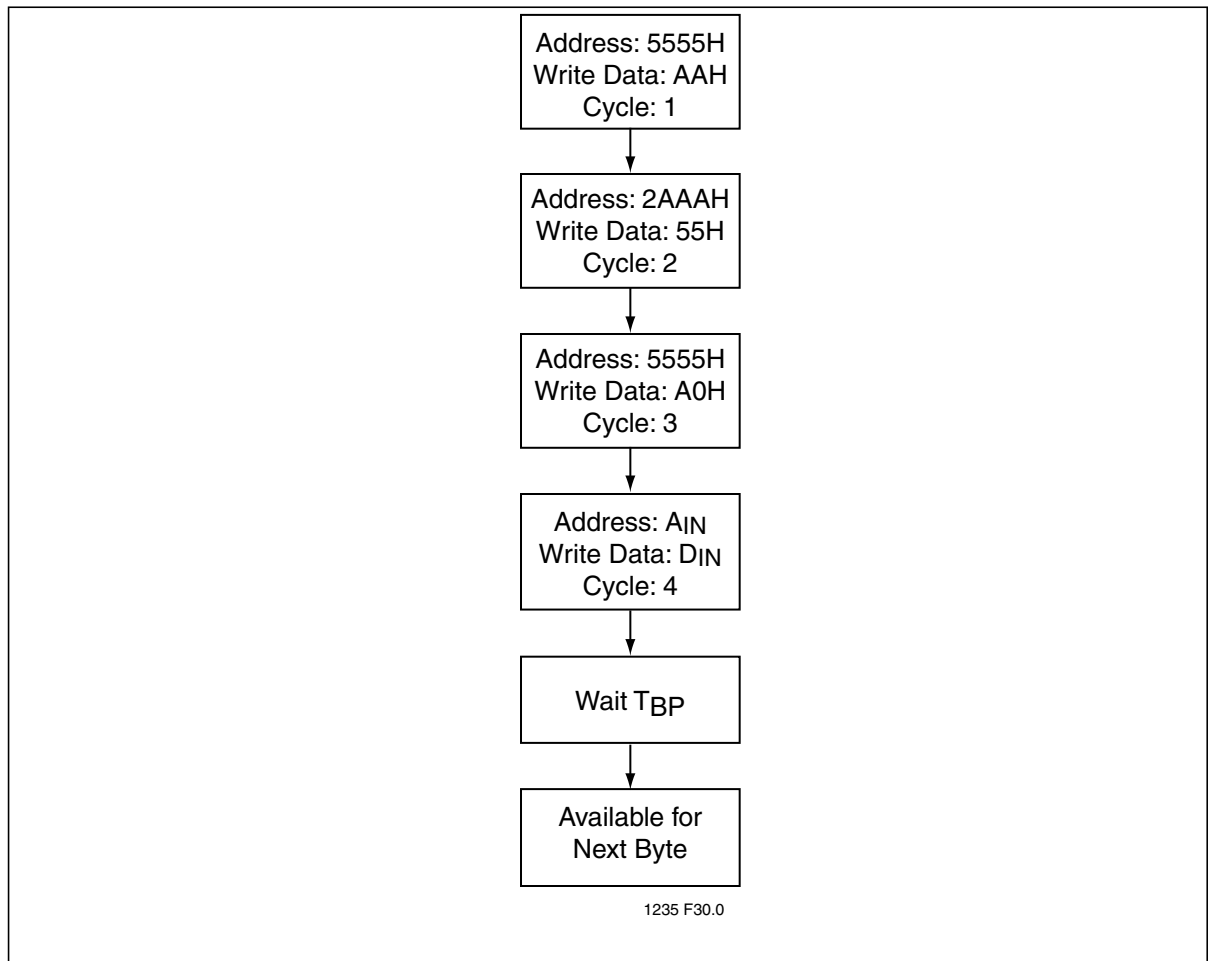 Address: 5555H
Write Data: AAH
Cycle: 1
Address: 2AAAH
Write Data: 55H
Cycle: 2
Address: 5555H
Write Data: A0H
Cycle: 3
Address: AIN
Write Data: DIN
Cycle: 4
Wait TBP
Available for
Next Byte
1235 F30.0